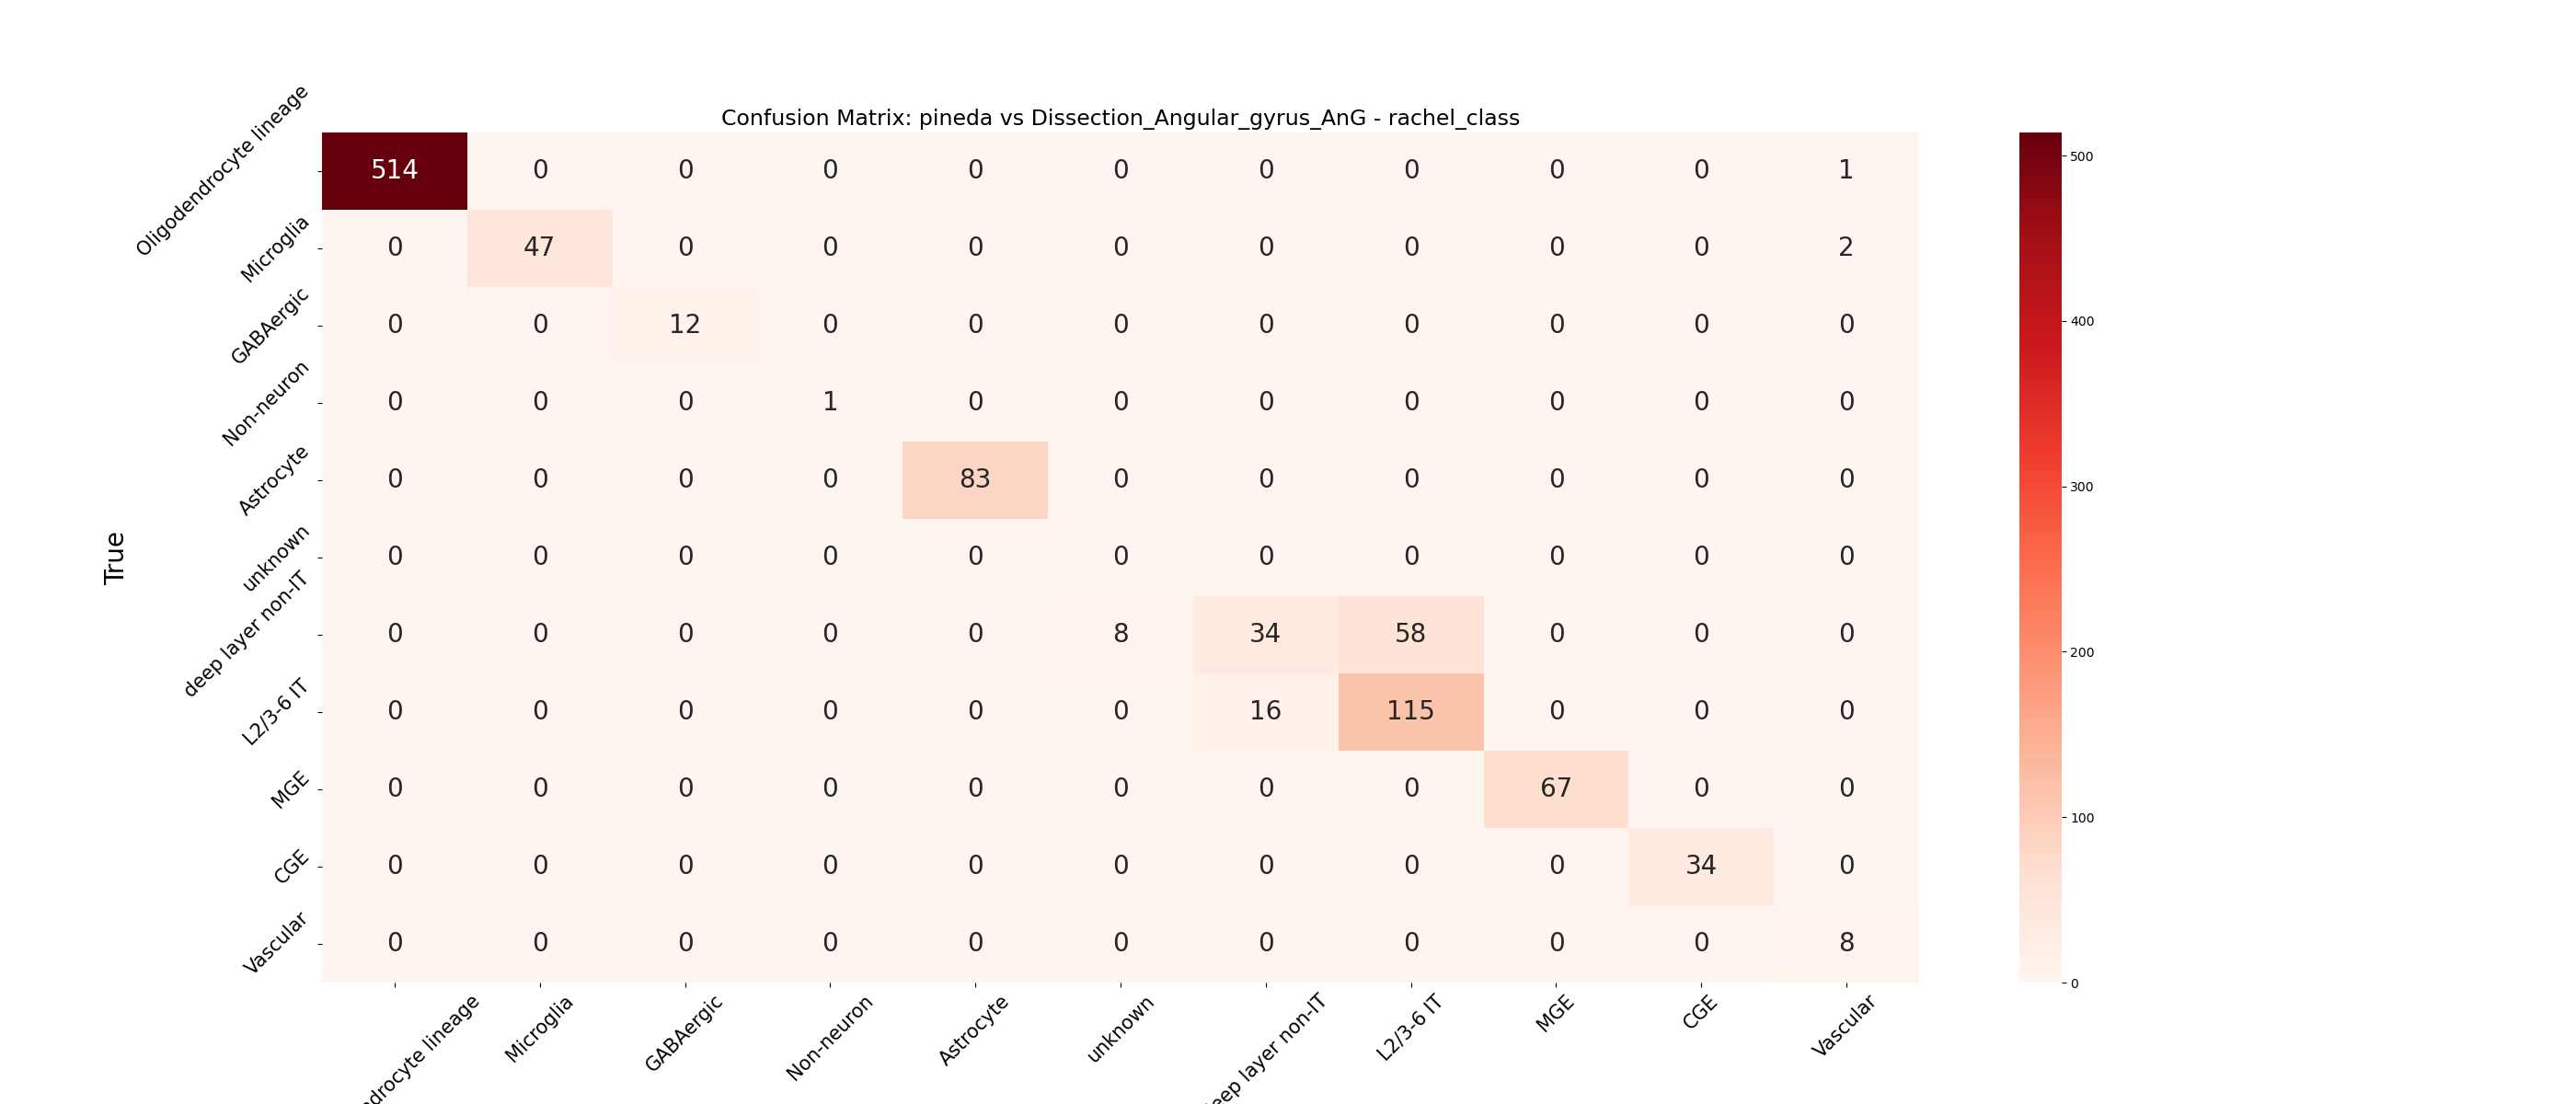 Confusion Matrix: pineda vs Dissection_Angular_gyrus_AnG - rachel_class
True
Oligodendrocyte lineage 514 0 0 0 0 0 0 0 0 0 1
Microglia 0 47 0 0 0 0 0 0 0 0 2
GABAergic 0 0 12 0 0 0 0 0 0 0 0
Non-neuron 0 0 0 1 0 0 0 0 0 0 0
Astrocyte 0 0 0 0 83 0 0 0 0 0 0
unknown 0 0 0 0 0 0 0 0 0 0 0
deep layer non-IT 0 0 0 0 0 8 34 58 0 0 0
L2/3-6 IT 0 0 0 0 0 0 16 115 0 0 0
MGE 0 0 0 0 0 0 0 0 67 0 0
CGE 0 0 0 0 0 0 0 0 0 34 0
Vascular 0 0 0 0 0 0 0 0 0 0 8
ndrocyte lineage Microglia GABAergic Non-neuron Astrocyte unknown eep layer non-IT L2/3-6 IT MGE CGE Vascular
500
400
300
200
100
0